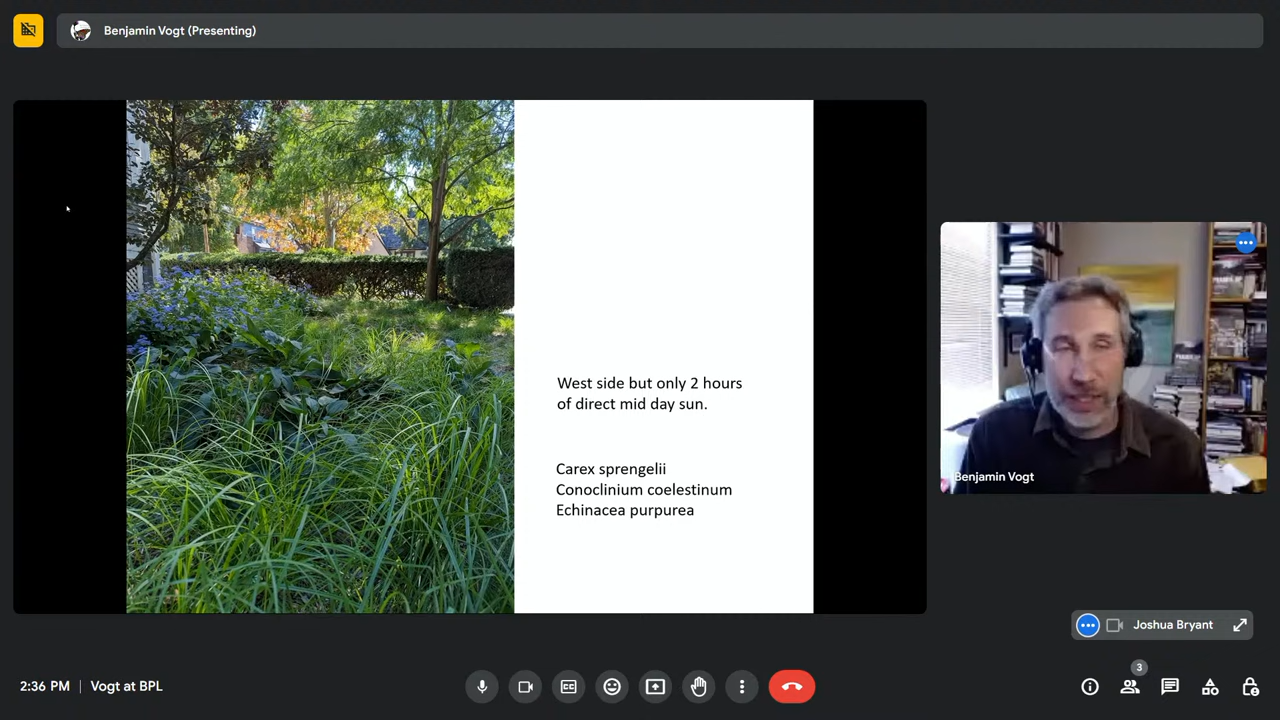 Benjamin Vogt (Presenting)
West side but only 2 hours
of direct mid day sun.
Carex sprengelii
Conoclinium coelestinum
Echinacea purpurea
Benjamin Vogt
Joshua Bryant
2:36 PM | Vogt at BPL
3